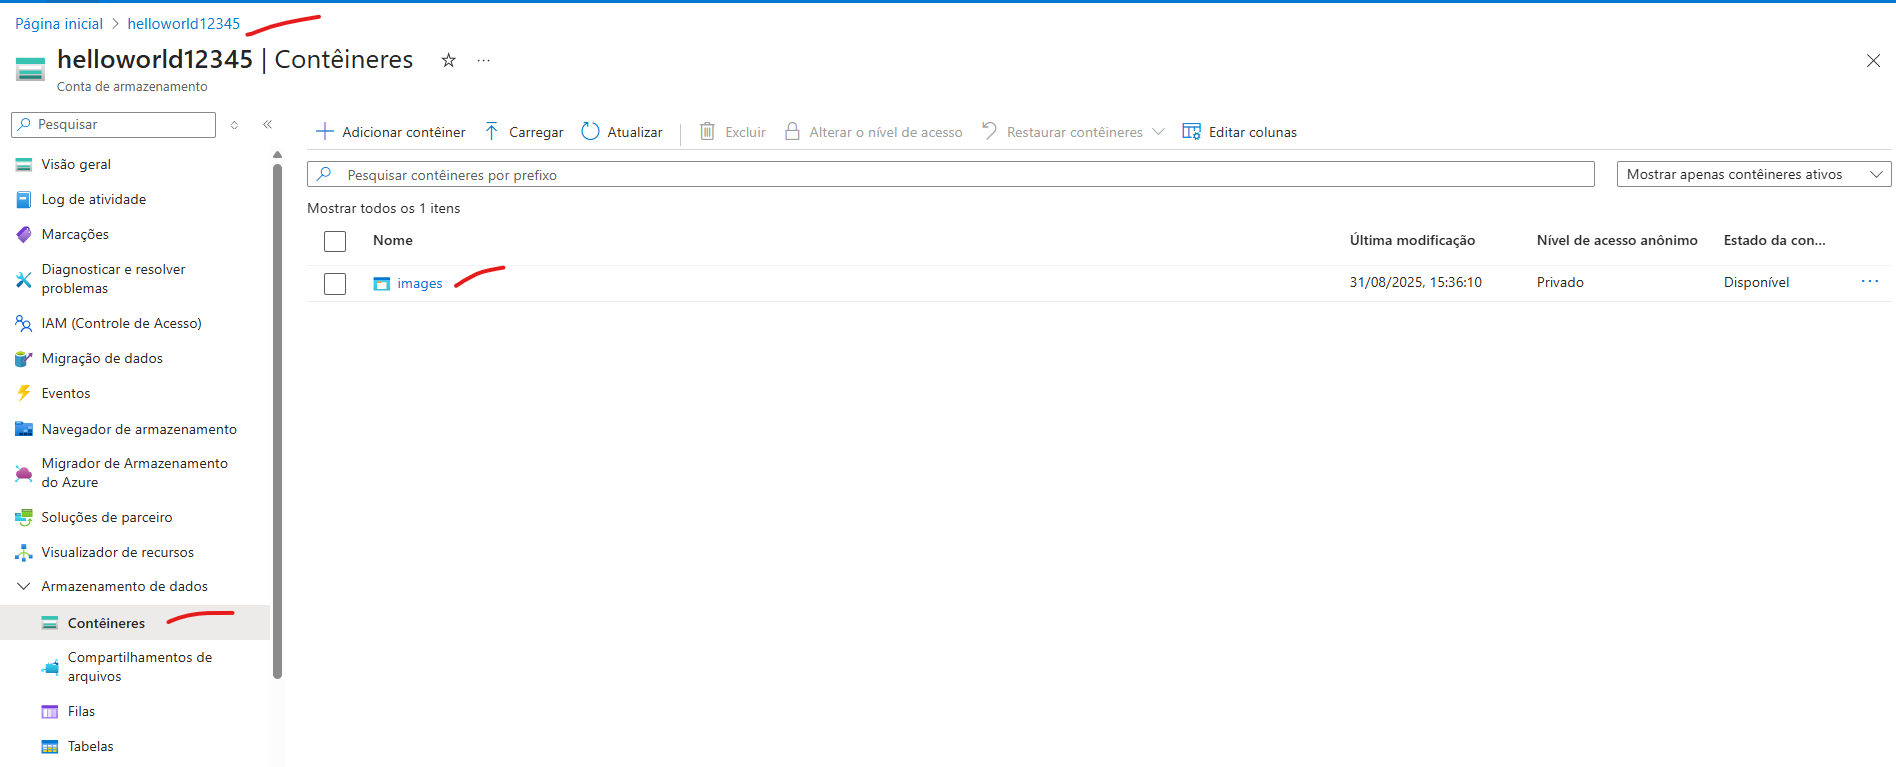 Página inicial > helloworld12345
helloworld12345 | Contêineres ☆ ...
Conta de armazenamento
Pesquisar
Adicionar contêiner Carregar Atualizar Excluir Alterar o nível de acesso Restaurar contêineres Editar colunas
Visão geral
Log de atividade
Marcações
Diagnosticar e resolver
problemas
IAM (Controle de Acesso)
Migração de dados
Eventos
Navegador de armazenamento
Migrador de Armazenamento
do Azure
Soluções de parceiro
Visualizador de recursos
Armazenamento de dados
Contêineres
Compartilhamentos de
arquivos
Filas
Tabelas
Pesquisar contêineres por prefixo
Mostrar apenas contêineres ativos
Mostrar todos os 1 itens
Nome Última modificação Nível de acesso anônimo Estado da con...
images 31/08/2025, 15:36:10 Privado Disponível ...